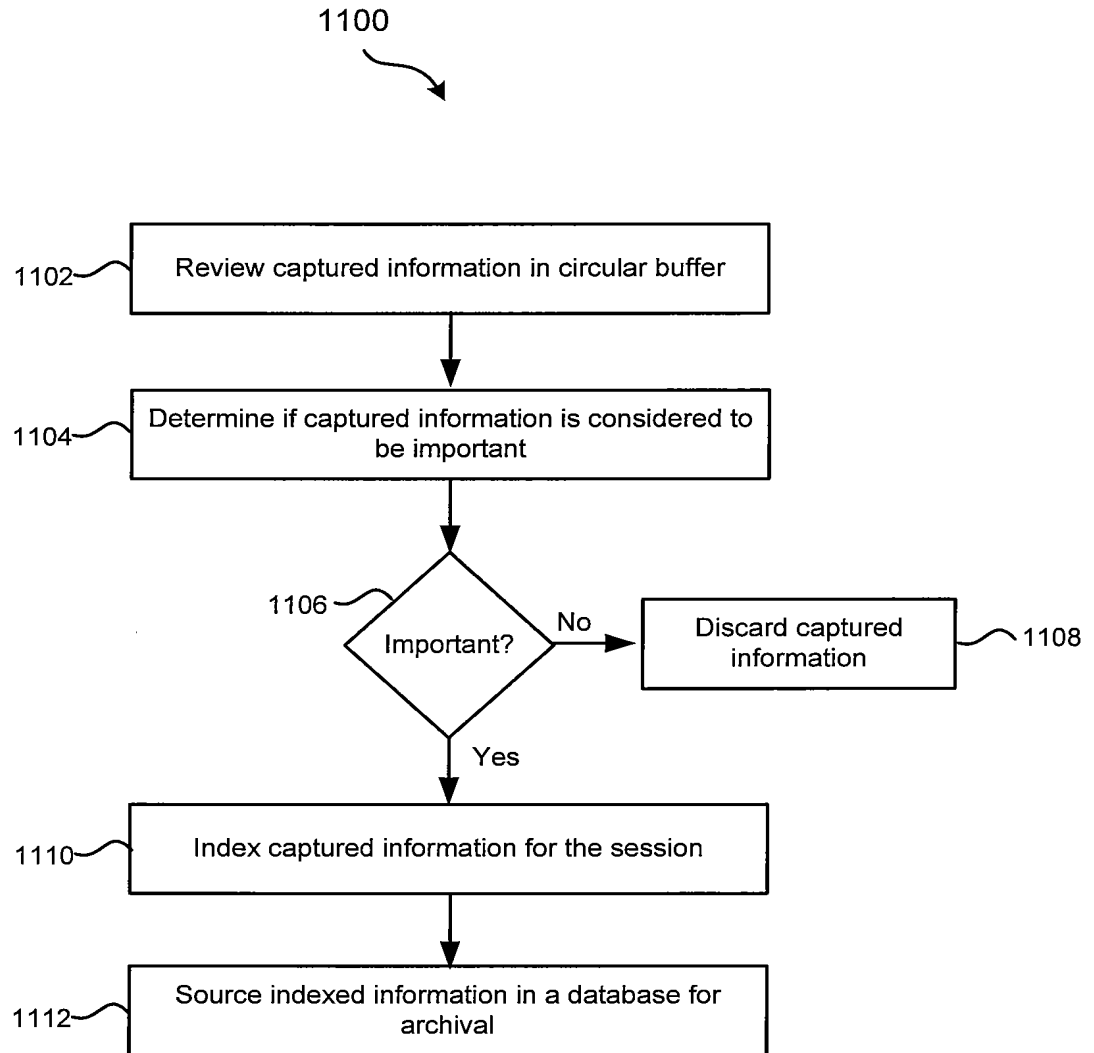 1100
1102
Review captured information in circular buffer
1104
Determine if captured information is considered to
be important
1106
Important?
No
Discard captured
information
1108
Yes
1110
Index captured information for the session
1112
Source indexed information in a database for
archival